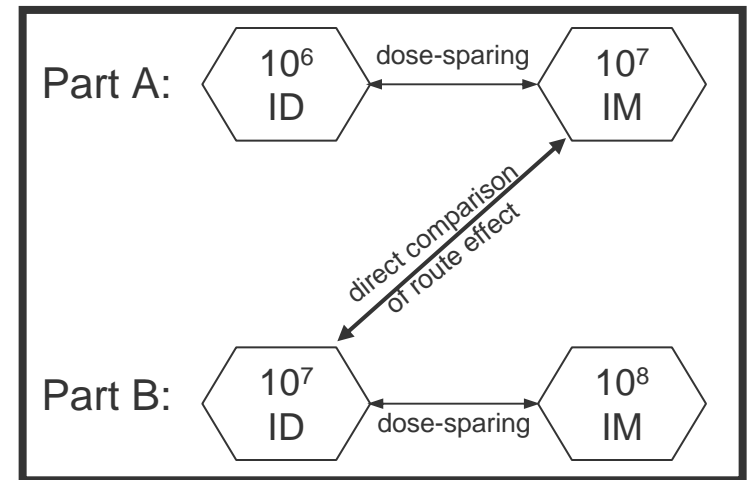 Part A:
10⁶
ID
dose-sparing
10⁷
IM
direct comparison
of route effect
Part B:
10⁷
ID
dose-sparing
10⁸
IM